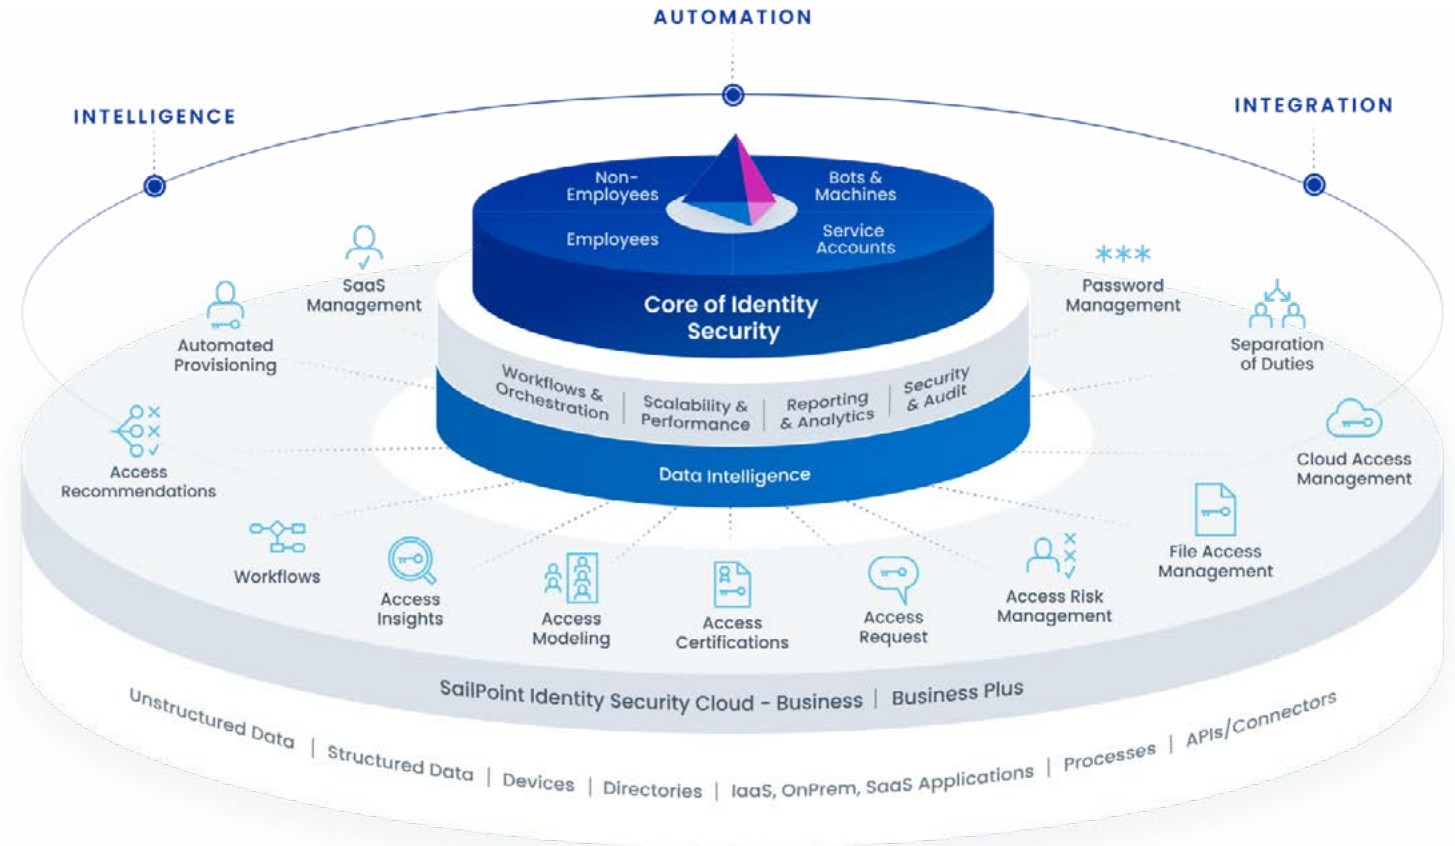 AUTOMATION
INTELLIGENCE
INTEGRATION
Non-
Employees
Bots &
Machines
Employees
Service
Accounts
Core of Identity
Security
Workflows &
Orchestration
Scalability &
Performance
Reporting
& Analytics
Security
& Audit
Data Intelligence
SaaS
Management
Automated
Provisioning
Access
Recommendations
Workflows
Access
Insights
Access
Modeling
Access
Certifications
Access
Request
Access Risk
Management
File Access
Management
Cloud Access
Management
Separation
of Duties
Password
Management
SailPoint Identity Security Cloud - Business | Business Plus
Unstructured Data | Structured Data | Devices | Directories | IaaS, OnPrem, SaaS Applications | Processes | APIs/Connectors